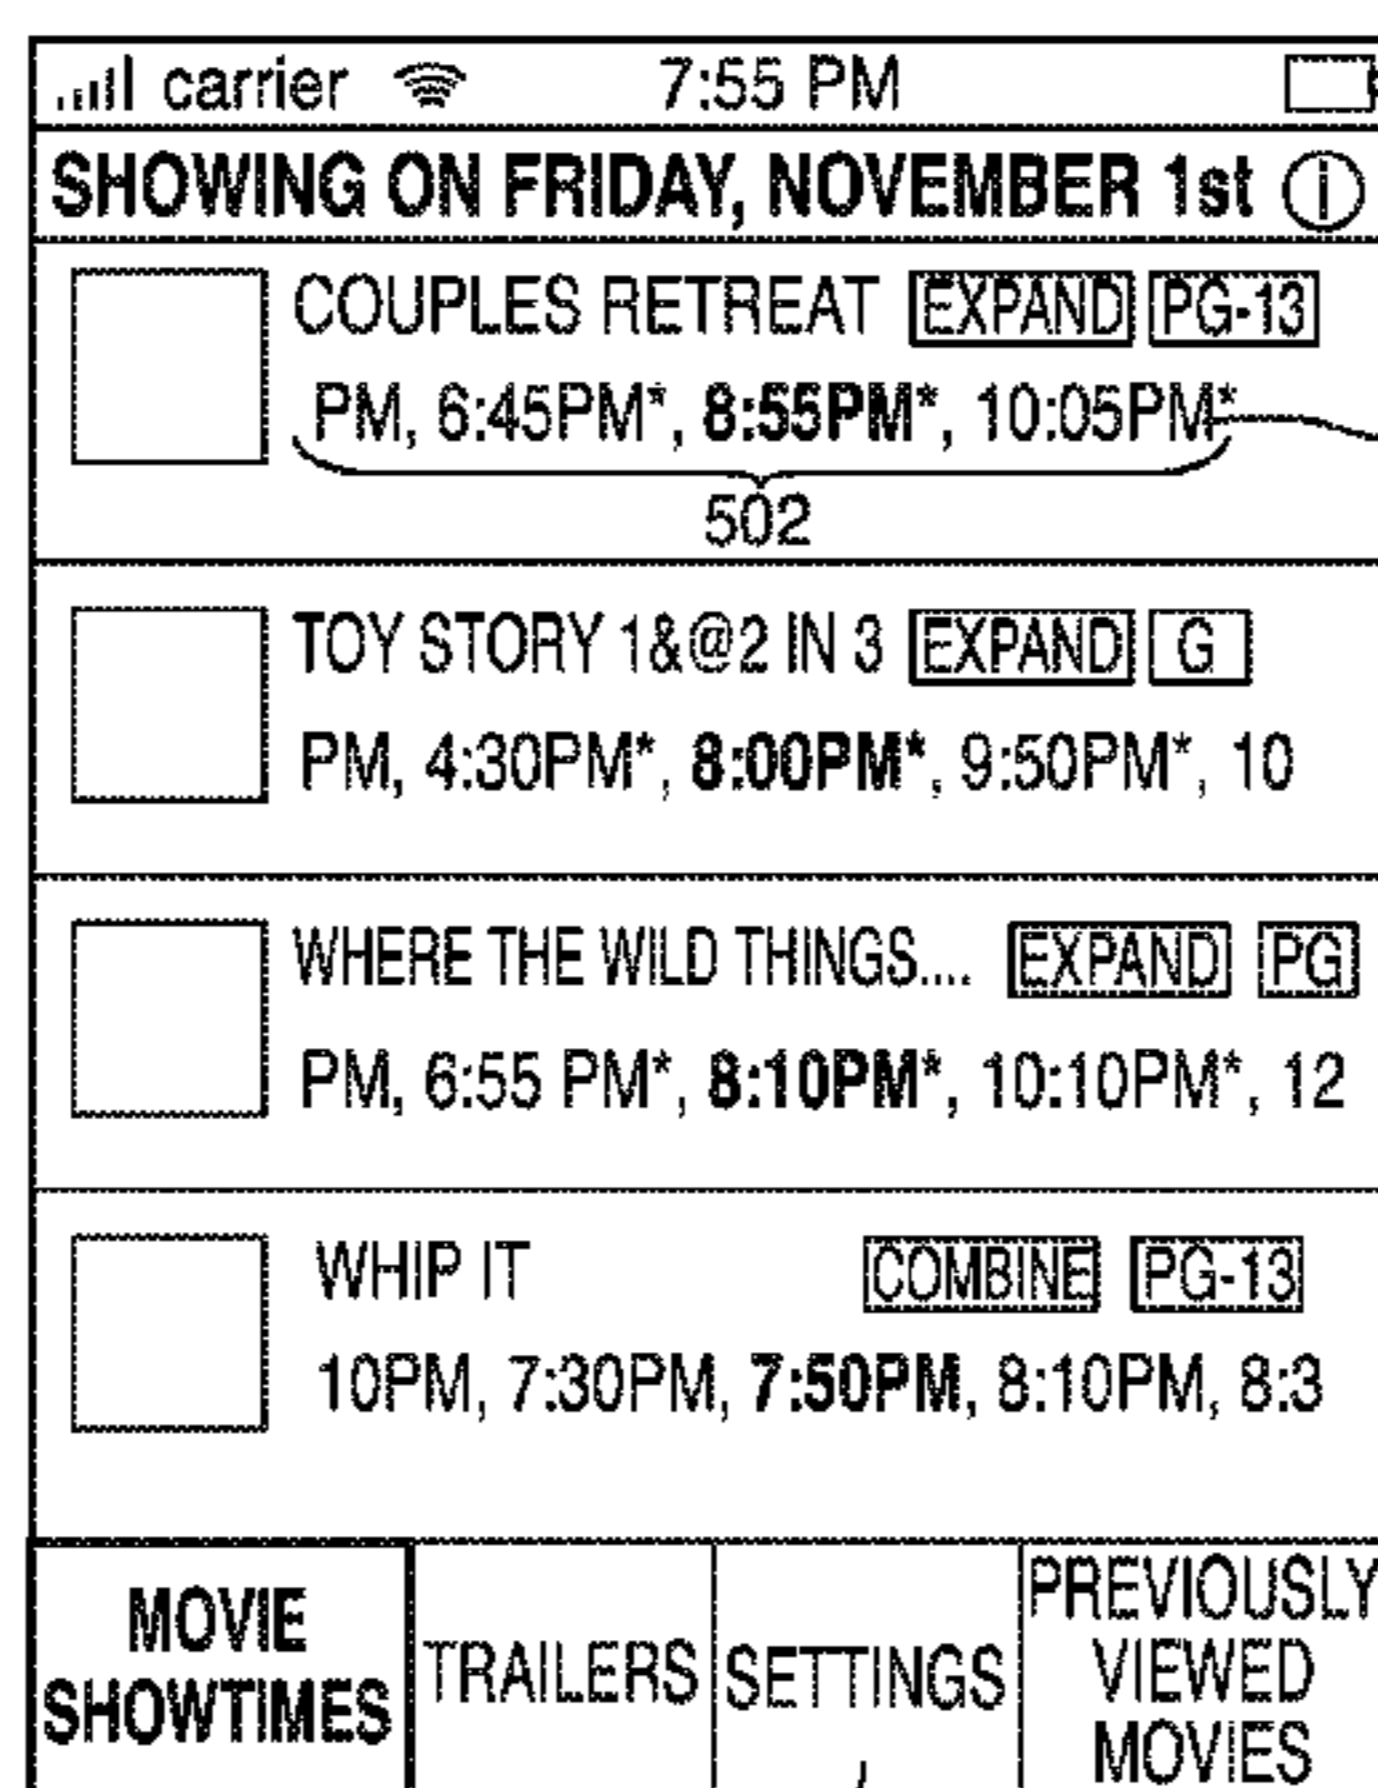 carrier 7:55 PM
SHOWING ON FRIDAY, NOVEMBER 1st i
COUPLES RETREAT EXPAND PG-13
PM, 6:45PM*, 8:55PM*, 10:05PM*
502
TOY STORY 1&@2 IN 3 EXPAND G
PM, 4:30PM*, 8:00PM*, 9:50PM*, 10
WHERE THE WILD THINGS.... EXPAND PG
PM, 6:55 PM*, 8:10PM*, 10:10PM*, 12
WHIP IT COMBINE PG-13
10PM, 7:30PM, 7:50PM, 8:10PM, 8:3
MOVIE
SHOWTIMES
TRAILERS
SETTINGS
PREVIOUSLY
VIEWED
MOVIES